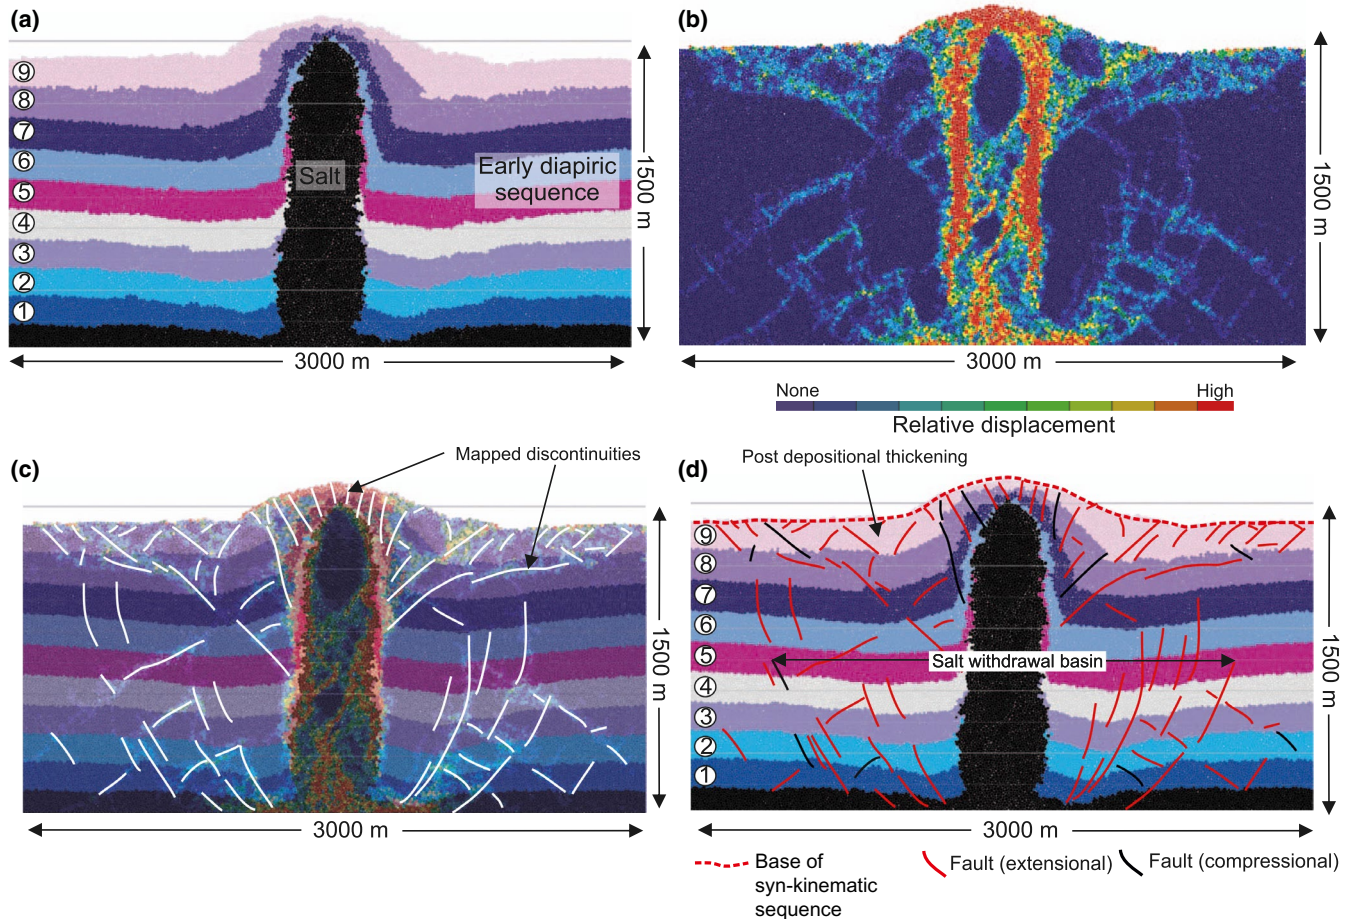 (a)
9
8
7
6
5
4
3
2
1
Salt
Early diapiric
sequence
1500 m
3000 m
(b)
1500 m
3000 m
None
High
Relative displacement
(c)
Mapped discontinuities
1500 m
3000 m
(d)
Post depositional thickening
9
8
7
6
5
4
3
2
1
Salt withdrawal basin
1500 m
3000 m
Base of
syn-kinematic
sequence
Fault (extensional)
Fault (compressional)